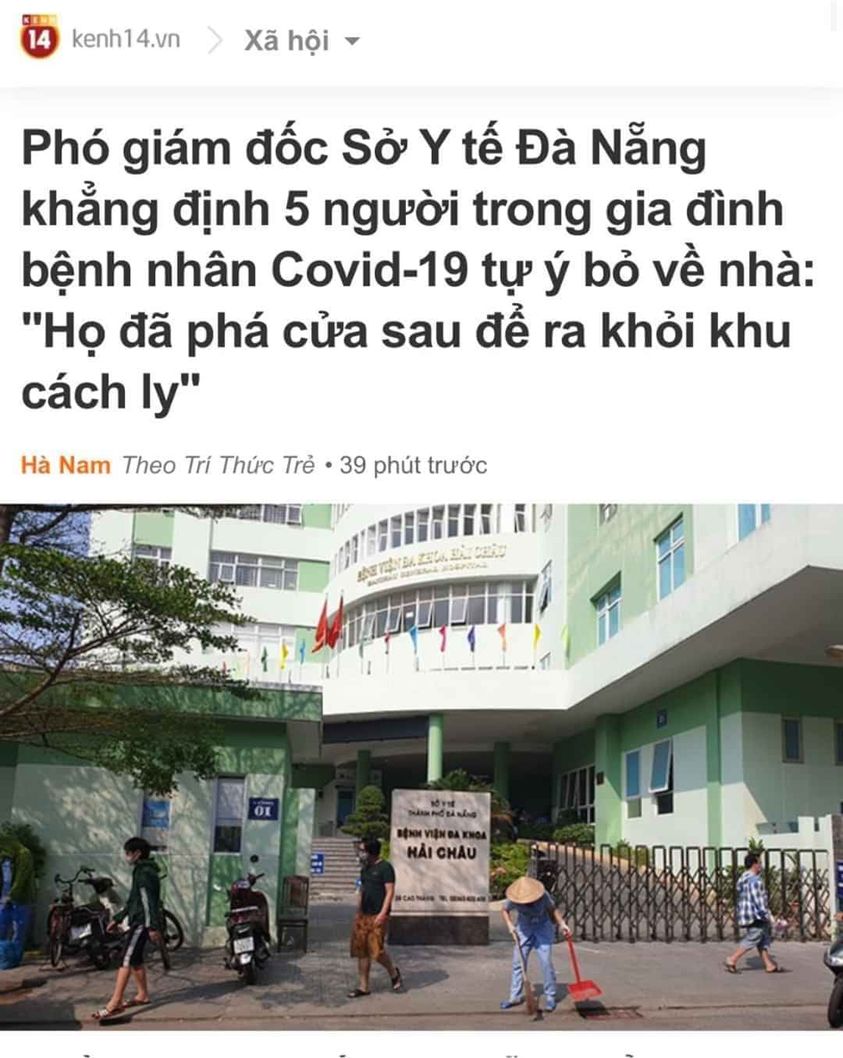 KENH
14
kenh14.vn
Xã hội
Phó giám đốc Sở Y tế Đà Nẵng
khẳng định 5 người trong gia đình
bệnh nhân Covid-19 tự ý bỏ về nhà:
"Họ đã phá cửa sau để ra khỏi khu
cách ly"
Hà Nam Theo Trí Thức Trẻ • 39 phút trước
BỆNH VIỆN ĐA KHOA HẢI CHÂU
GENERAL HOSPITAL
01
SỞ Y TẾ
THÀNH PHỐ ĐÀ NẴNG
BỆNH VIỆN ĐA KHOA
HẢI CHÂU